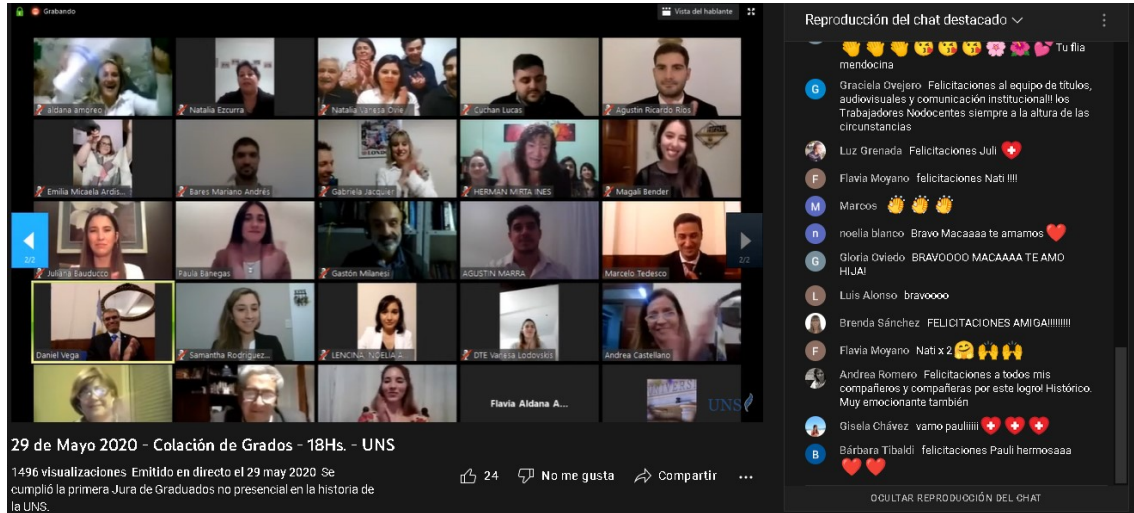 Grabando
Vista del hablante
aldana amoreo
Natalia Ezcurra
Natalia Vanesa Ovie...
Cuchan Lucas
Agustin Ricardo Rios
Emilia Micaela Ardis...
LONDO
Bares Mariano Andrés
Gabriela Jacquier
HERMAN MIRTA INES
Magali Bender
2/2
Juliana Bauducco
Paula Banegas
Gastón Milanesi
AGUSTIN MARRA
Marcelo Tedesco
2/2
Daniel Vega
Samantha Rodriguez...
LENCINA, NOELIA A...
DTE Vanesa Lodovskis
Andrea Castellano
Flavia Aldana A...
UNS
29 de Mayo 2020 - Colación de Grados - 18Hs. - UNS
1496 visualizaciones Emitido en directo el 29 may 2020 Se
cumplió la primera Jura de Graduados no presencial en la historia de
la UNS.
24
No me gusta
Compartir
Reproducción del chat destacado
👏👏👏😘😘😘🌸🌺💕 Tu flia
mendocina
G Graciela Ovejero Felicitaciones al equipo de títulos,
audiovisuales y comunicación institucional!!! los
Trabajadores Nodocentes siempre a la altura de las
circunstancias
Luz Grenada Felicitaciones Juli
F Flavia Moyano felicitaciones Nati !!!!
M Marcos 👏👏👏
n noelia blanco Bravo Macaaaa te amamos ❤️
G Gloria Oviedo BRAVOOOO MACAAAA TE AMO
HIJA!
L Luis Alonso bravoooo
Brenda Sánchez FELICITACIONES AMIGA!!!!!!!!!
F Flavia Moyano Nati x 2 🤗🙌🙌
Andrea Romero Felicitaciones a todos mis
compañeros y compañeras por este logro! Histórico.
Muy emocionante también
Gisela Chávez vamo pauliiiii
B Bárbara Tibaldi felicitaciones Pauli hermosaaa
❤️❤️
OCULTAR REPRODUCCIÓN DEL CHAT